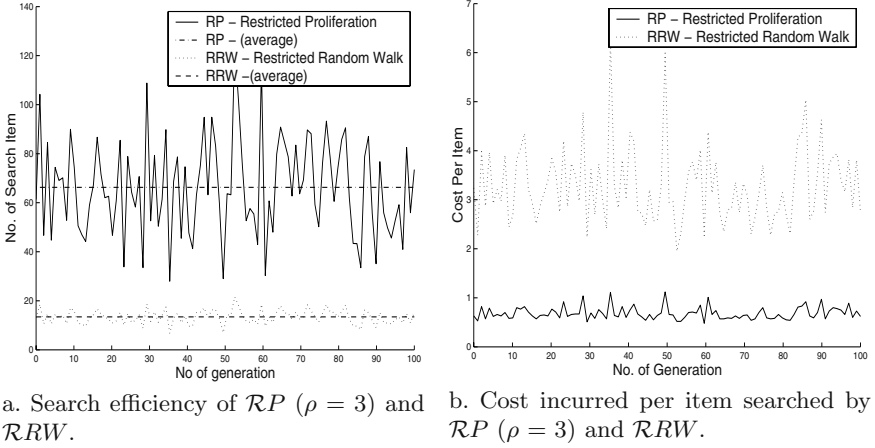 RP – Restricted Proliferation
RP – (average)
RRW – Restricted Random Walk
RRW –(average)
140
120
100
80
60
40
20
0
No. of Search Item
0 10 20 30 40 50 60 70 80 90 100
No of generation
a. Search efficiency of RP (ρ = 3) and
RRW.
RP – Restricted Proliferation
RRW – Restricted Random Walk
7
6
5
4
3
2
1
0
Cost Per Item
0 10 20 30 40 50 60 70 80 90 100
No. of Generation
b. Cost incurred per item searched by
RP (ρ = 3) and RRW.